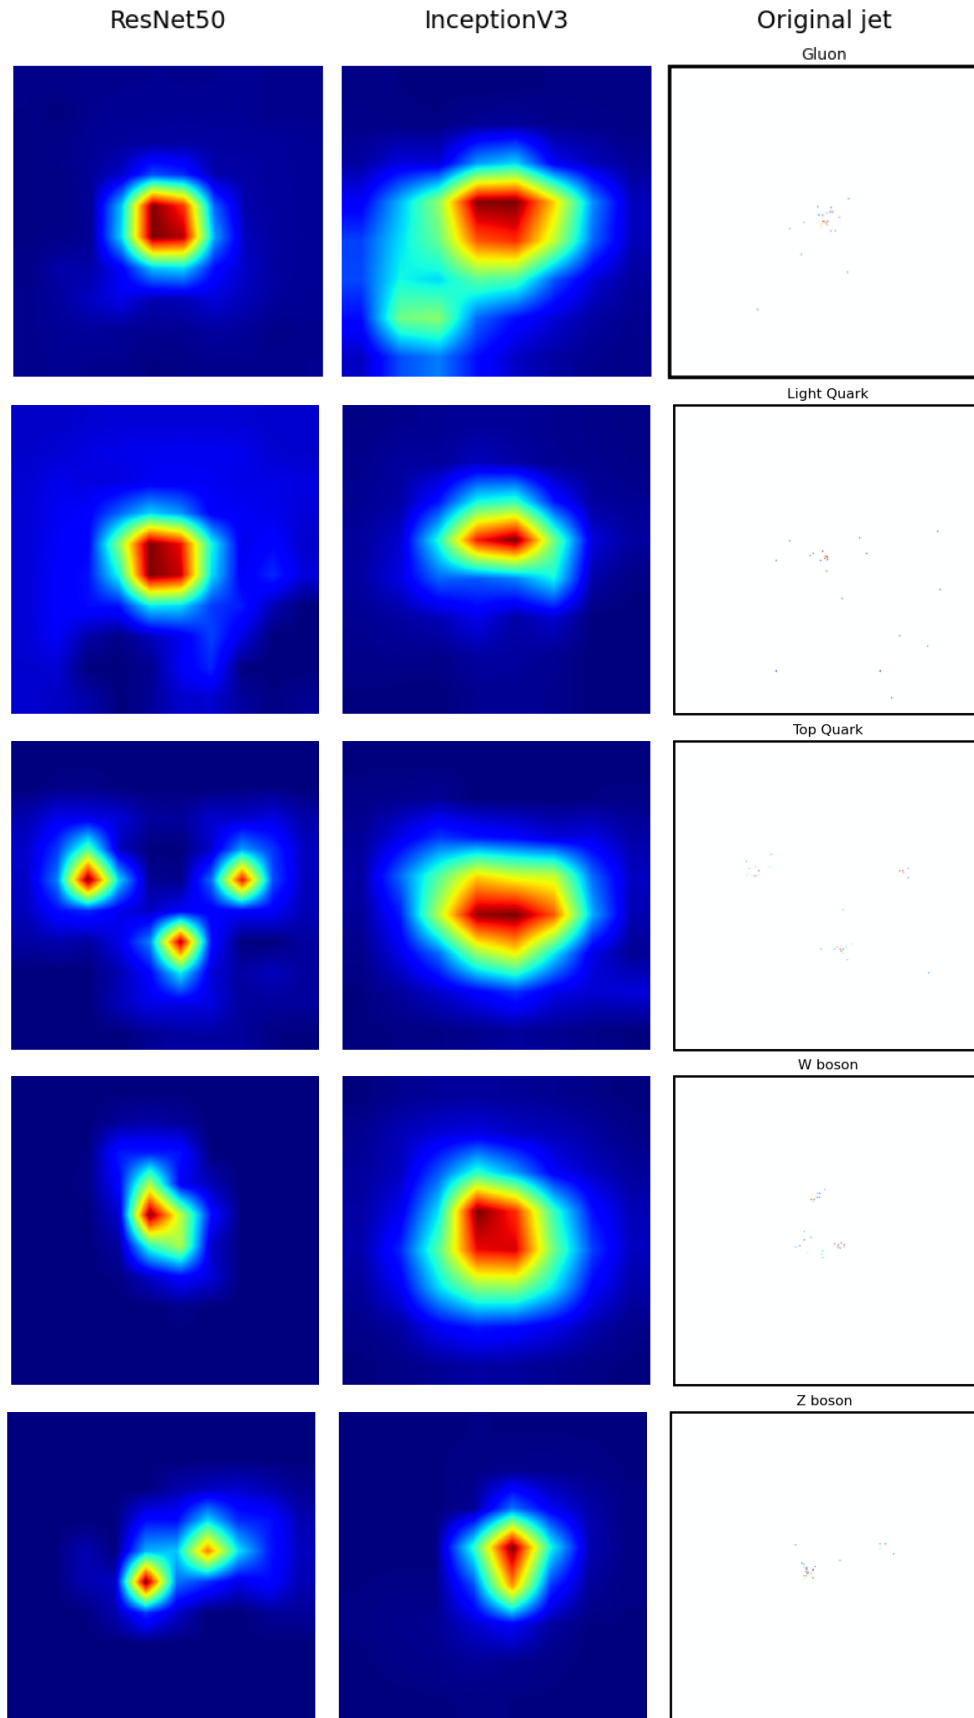 ResNet50
InceptionV3
Original jet
Gluon
Light Quark
Top Quark
W boson
Z boson